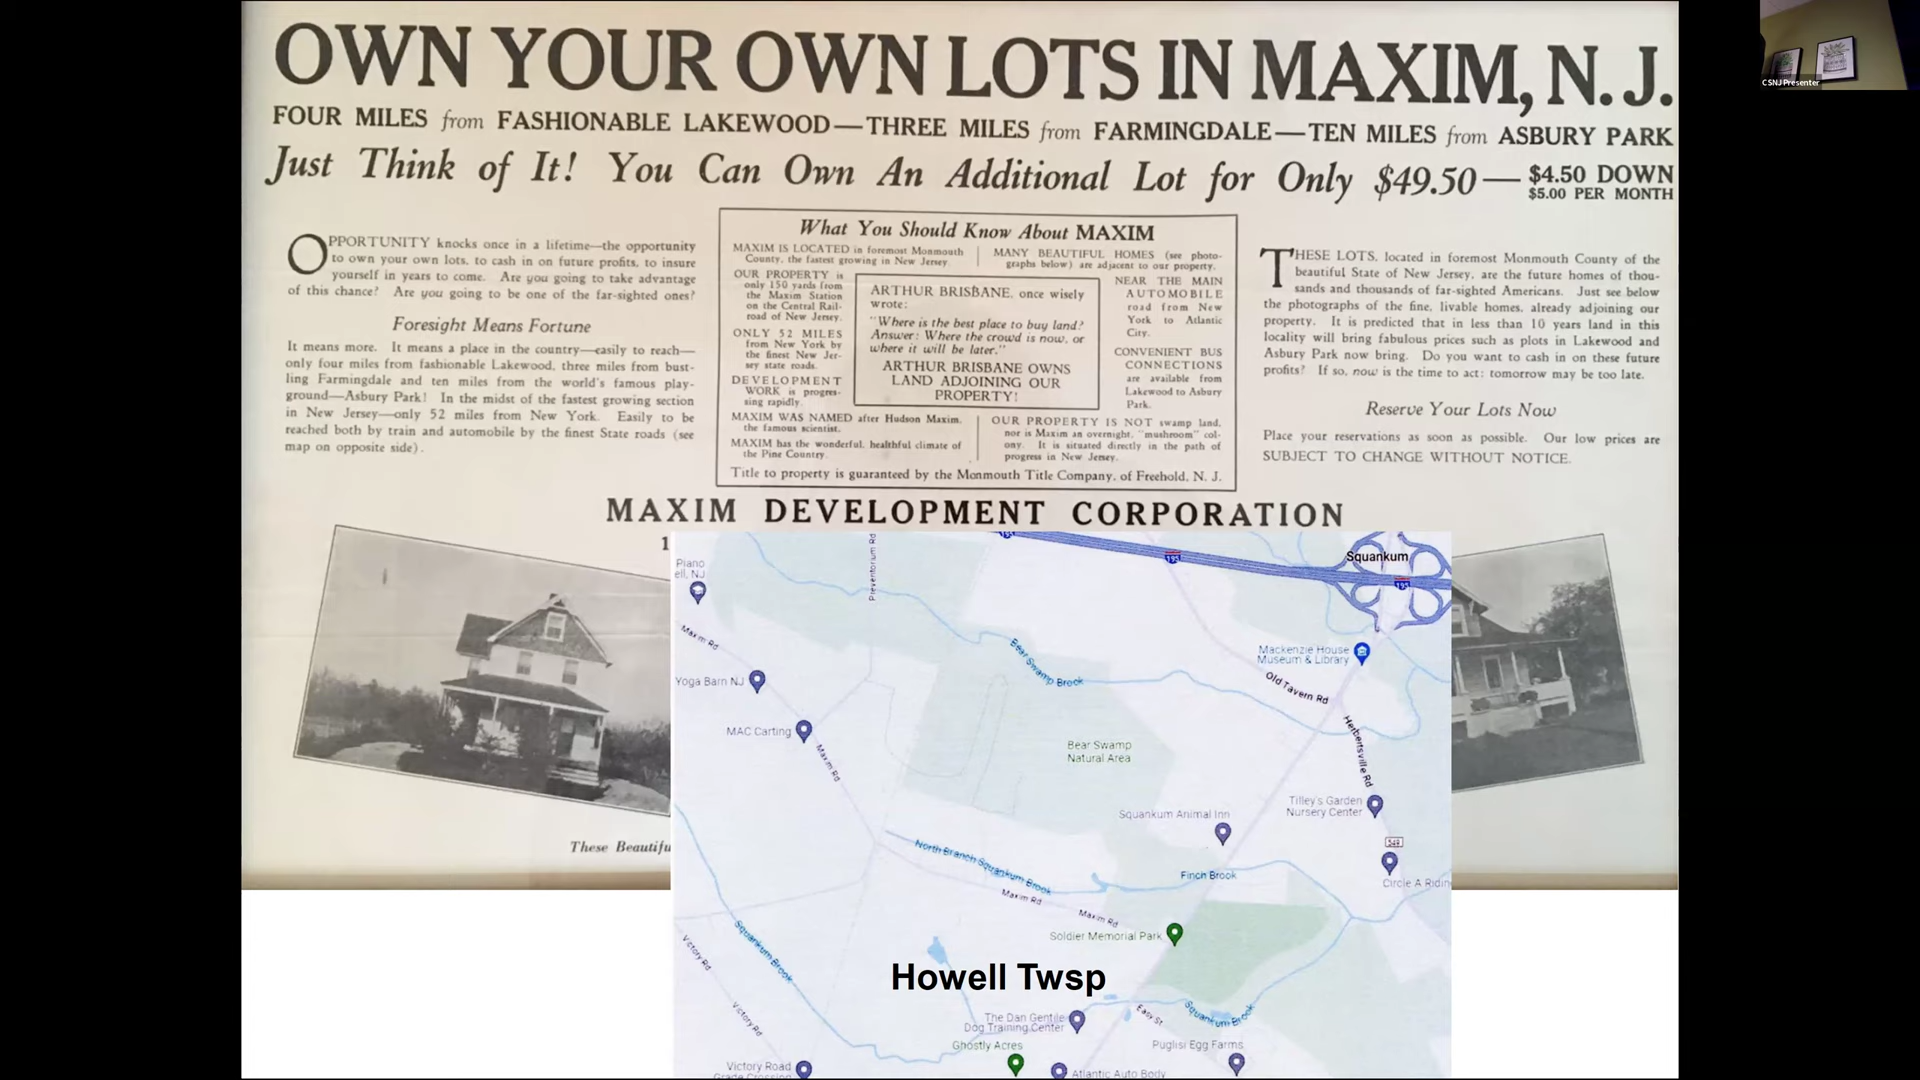 OWN YOUR OWN LOTS IN MAXIM, N. J.
FOUR MILES from FASHIONABLE LAKEWOOD—THREE MILES from FARMINGDALE—TEN MILES from ASBURY PARK
Just Think of It! You Can Own An Additional Lot for Only $49.50— $4.50 DOWN
$5.00 PER MONTH
OPPORTUNITY knocks once in a lifetime—the opportunity
to own your own lots, to cash in on future profits, to insure
yourself in years to come. Are you going to take advantage
of this chance? Are you going to be one of the far-sighted ones?
Foresight Means Fortune
It means more. It means a place in the country—easily to reach—
only four miles from fashionable Lakewood, three miles from bust-
ling Farmingdale and ten miles from the world's famous play-
ground—Asbury Park! In the midst of the fastest growing section
in New Jersey—only 52 miles from New York. Easily to be
reached both by train and automobile by the finest State roads (see
map on opposite side).
What You Should Know About MAXIM
MAXIM IS LOCATED in foremost Monmouth
County, the fastest growing in New Jersey.
MANY BEAUTIFUL HOMES (see photo-
graphs below) are adjacent to our property.
OUR PROPERTY is
only 150 yards from
the Maxim Station
on the Central Rail-
road of New Jersey.
ONLY 52 MILES
from New York by
the finest New Jer-
sey state roads.
DEVELOPMENT
WORK is progres-
sing rapidly.
ARTHUR BRISBANE, once wisely
wrote:
"Where is the best place to buy land?
Answer: Where the crowd is now, or
where it will be later."
ARTHUR BRISBANE OWNS
LAND ADJOINING OUR
PROPERTY!
NEAR THE MAIN
AUTOMOBILE
road from New
York to Atlantic
City.
CONVENIENT BUS
CONNECTIONS
are available from
Lakewood to Asbury
Park.
MAXIM WAS NAMED after Hudson Maxim,
the famous scientist.
MAXIM has the wonderful, healthful climate of
the Pine Country.
OUR PROPERTY IS NOT swamp land,
nor is Maxim an overnight, "mushroom" col-
ony. It is situated directly in the path of
progress in New Jersey.
Title to property is guaranteed by the Monmouth Title Company, of Freehold, N. J.
THESE LOTS, located in foremost Monmouth County of the
beautiful State of New Jersey, are the future homes of thou-
sands and thousands of far-sighted Americans. Just see below
the photographs of the fine, livable homes, already adjoining our
property. It is predicted that in less than 10 years land in this
locality will bring fabulous prices such as plots in Lakewood and
Asbury Park now bring. Do you want to cash in on these future
profits? If so, now is the time to act; tomorrow may be too late.
Reserve Your Lots Now
Place your reservations as soon as possible. Our low prices are
SUBJECT TO CHANGE WITHOUT NOTICE.
MAXIM DEVELOPMENT CORPORATION
1
These Beautifu
Piano
ell, NJ
Preventorium Rd
195
Squankum
195
Maxim Rd
Yoga Barn NJ
MAC Carting
Maxim Rd
Bear Swamp Brook
Mackenzie House
Museum & Library
Old Tavern Rd
Herbertsville Rd
Bear Swamp
Natural Area
Tilley's Garden
Nursery Center
Squankum Animal Inn
549
North Branch Squankum Brook
Finch Brook
Circle A Ridin
Maxim Rd
Maxim Rd
Soldier Memorial Park
Squankum Brook
Victory Rd
Howell Twsp
Victory Rd
The Dan Gentile
Dog Training Center
Easy St
Squankum Brook
Ghostly Acres
Puglisi Egg Farms
Victory Road
Grade Crossing
Atlantic Auto Body
CSNJ Presenter